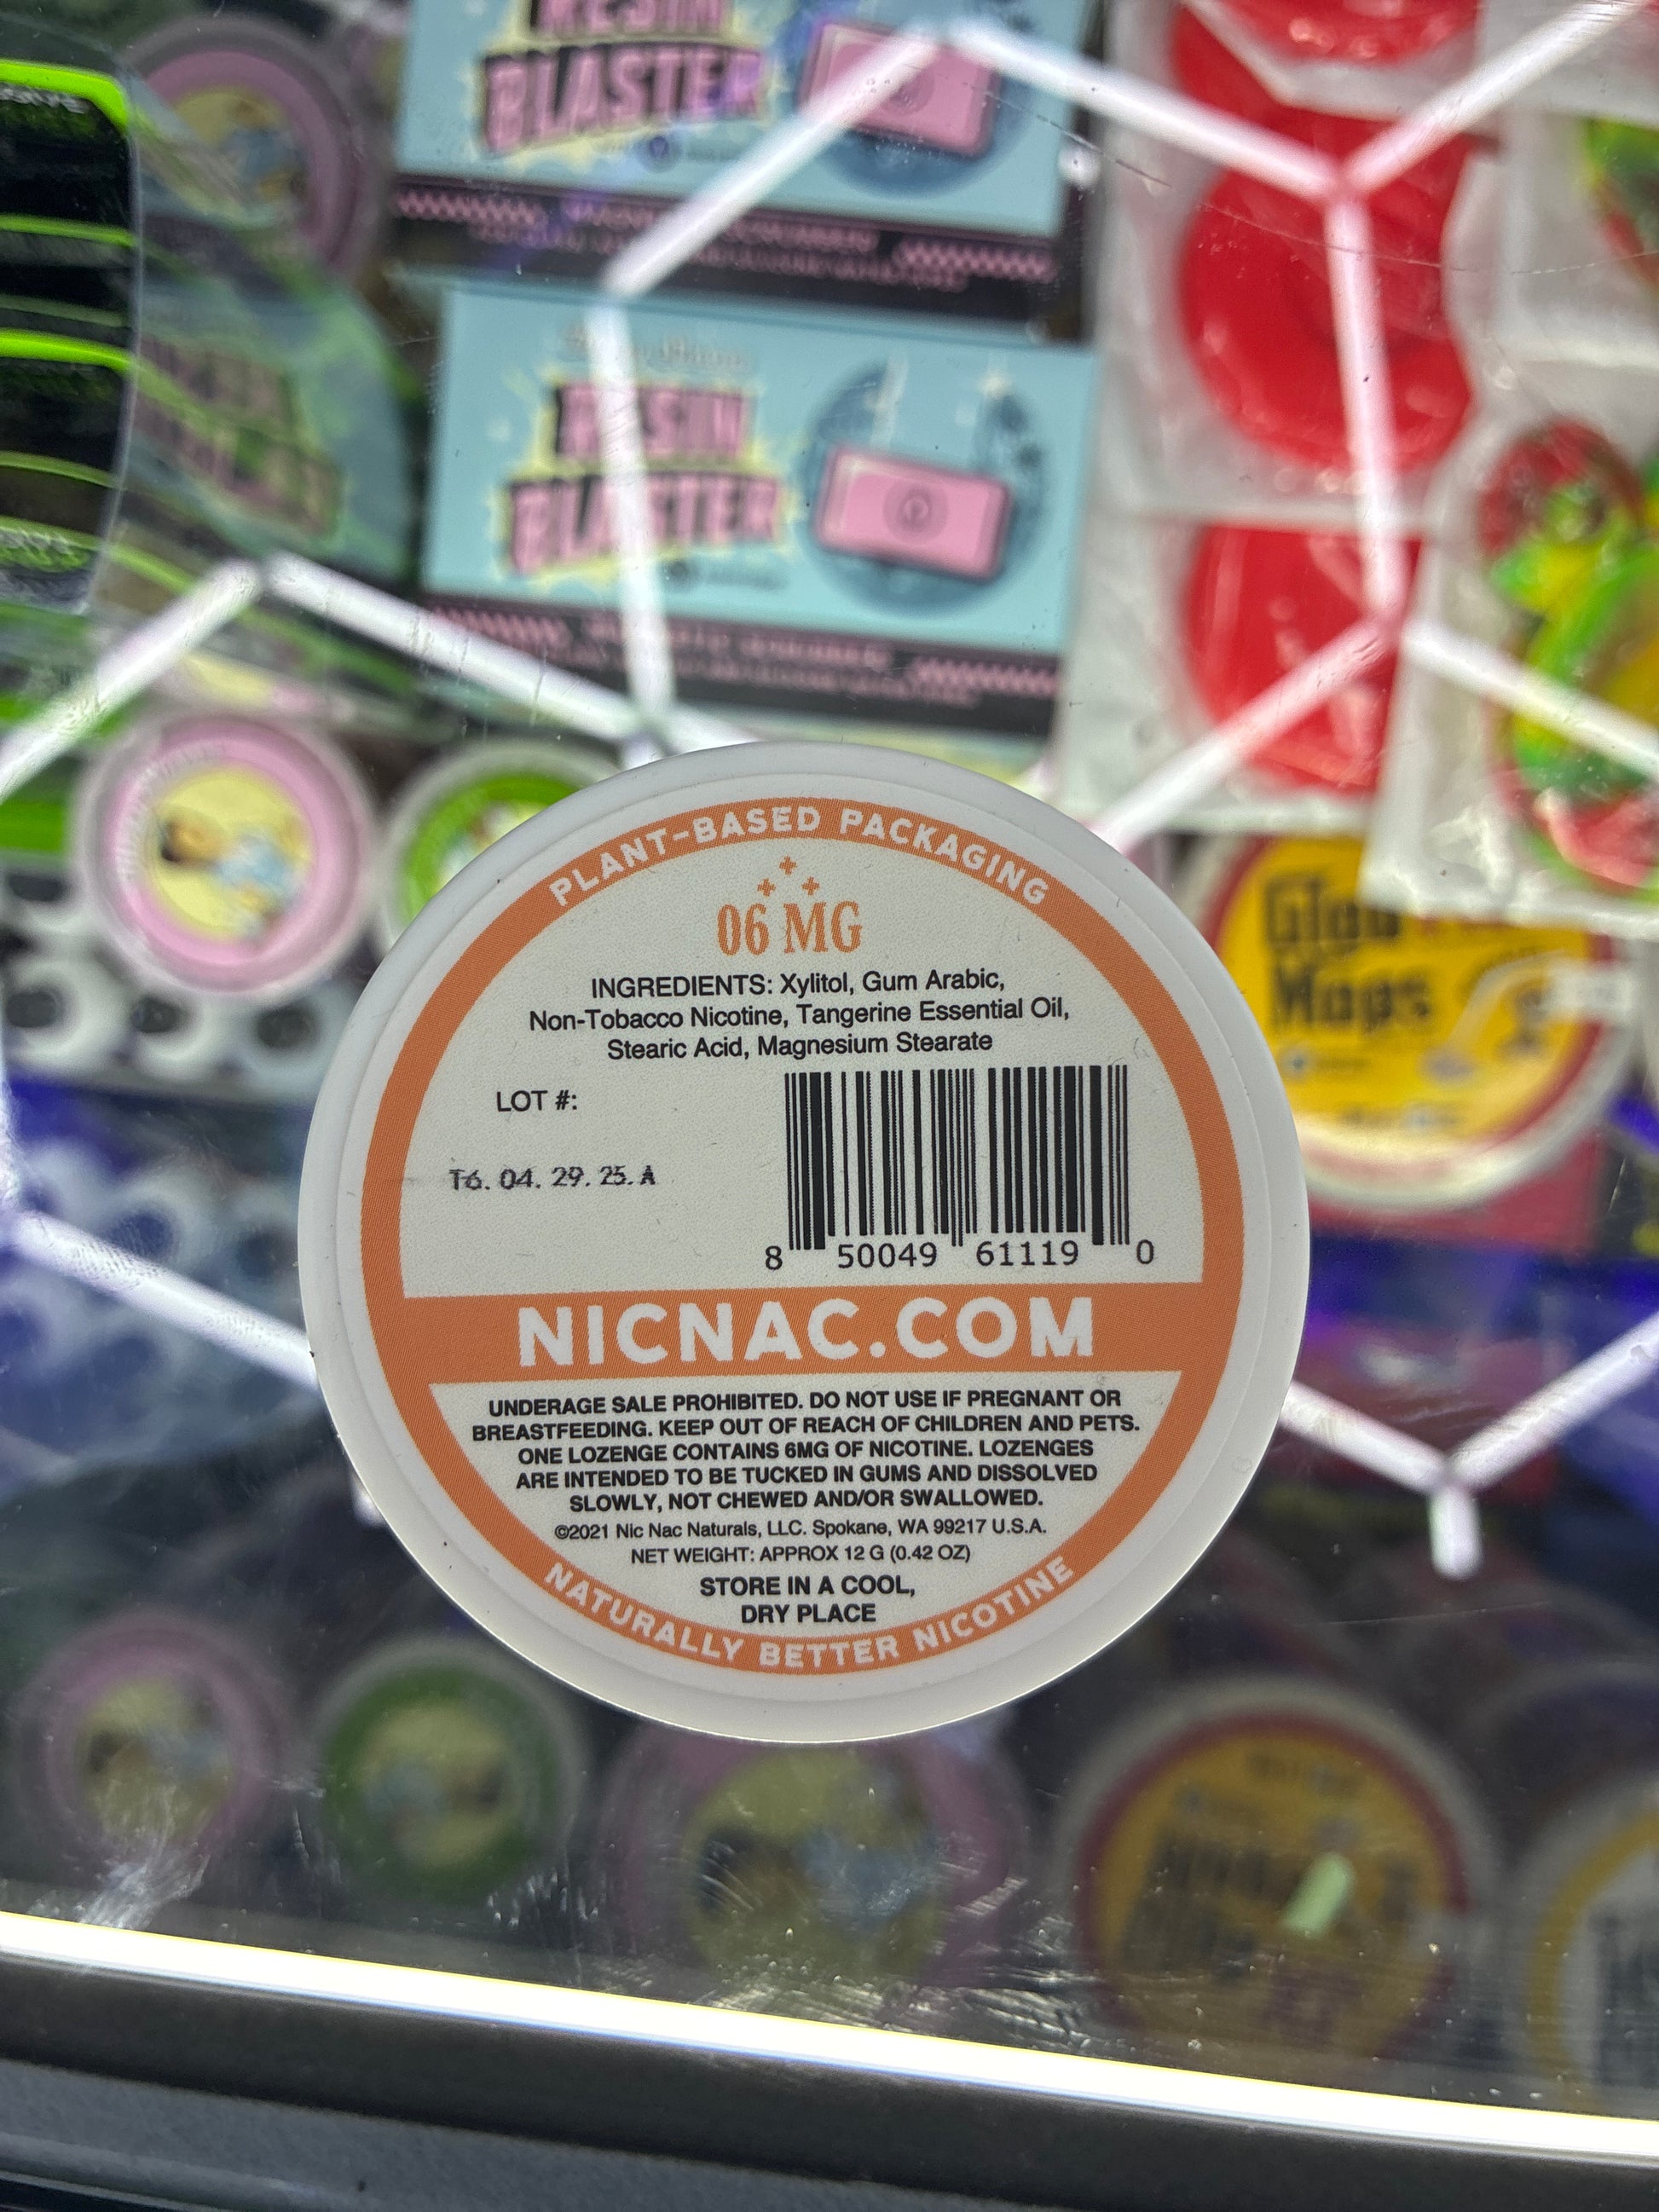 RESIN
BLASTER
RESIN
BLASTER
Glob
Mops
PLANT-BASED PACKAGING
06 MG
INGREDIENTS: Xylitol, Gum Arabic,
Non-Tobacco Nicotine, Tangerine Essential Oil,
Stearic Acid, Magnesium Stearate
LOT #:
T6. 04. 29. 25. A
8 50049 61119 0
NICNAC.COM
UNDERAGE SALE PROHIBITED. DO NOT USE IF PREGNANT OR
BREASTFEEDING. KEEP OUT OF REACH OF CHILDREN AND PETS.
ONE LOZENGE CONTAINS 6MG OF NICOTINE. LOZENGES
ARE INTENDED TO BE TUCKED IN GUMS AND DISSOLVED
SLOWLY, NOT CHEWED AND/OR SWALLOWED.
©2021 Nic Nac Naturals, LLC. Spokane, WA 99217 U.S.A.
NET WEIGHT: APPROX 12 G (0.42 OZ)
STORE IN A COOL,
DRY PLACE
NATURALLY BETTER NICOTINE